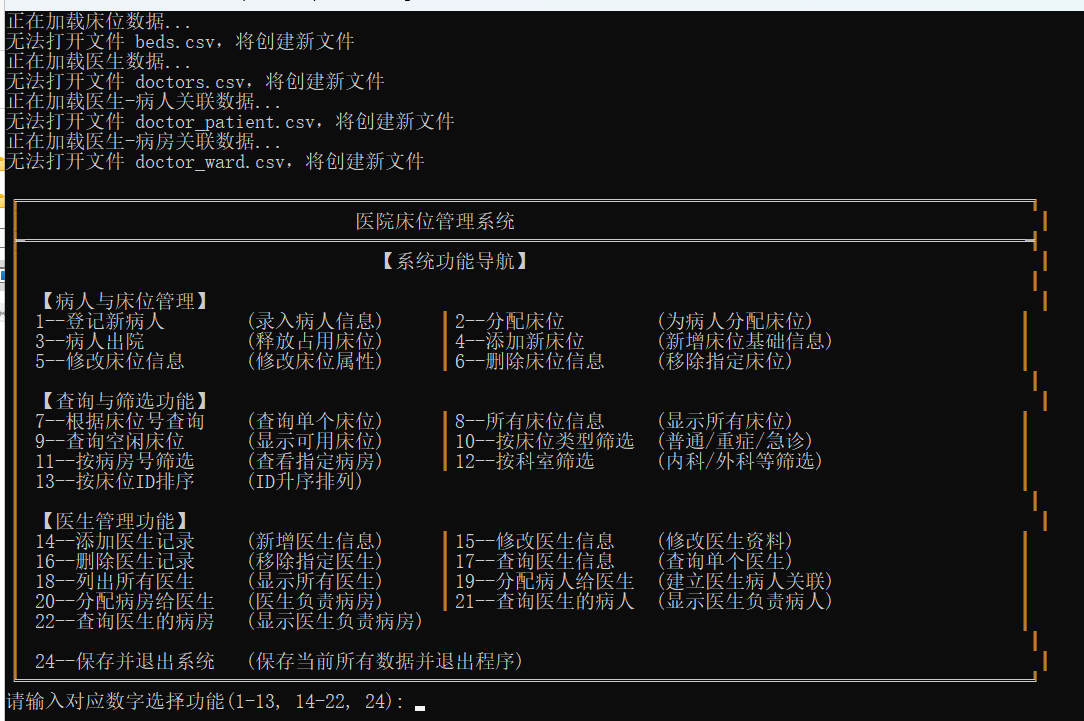 正在加载床位数据...
无法打开文件 beds.csv，将创建新文件
正在加载医生数据...
无法打开文件 doctors.csv，将创建新文件
正在加载医生-病人关联数据...
无法打开文件 doctor_patient.csv，将创建新文件
正在加载医生-病房关联数据...
无法打开文件 doctor_ward.csv，将创建新文件
医院床位管理系统
【系统功能导航】
【病人与床位管理】
1--登记新病人 (录入病人信息) 2--分配床位 (为病人分配床位)
3--病人出院 (释放占用床位) 4--添加新床位 (新增床位基础信息)
5--修改床位信息 (修改床位属性) 6--删除床位信息 (移除指定床位)
【查询与筛选功能】
7--根据床位号查询 (查询单个床位) 8--所有床位信息 (显示所有床位)
9--查询空闲床位 (显示可用床位) 10--按床位类型筛选 (普通/重症/急诊)
11--按病房号筛选 (查看指定病房) 12--按科室筛选 (内科/外科等筛选)
13--按床位ID排序 (ID升序排列)
【医生管理功能】
14--添加医生记录 (新增医生信息) 15--修改医生信息 (修改医生资料)
16--删除医生记录 (移除指定医生) 17--查询医生信息 (查询单个医生)
18--列出所有医生 (显示所有医生) 19--分配病人给医生 (建立医生病人关联)
20--分配病房给医生 (医生负责病房) 21--查询医生的病人 (显示医生负责病人)
22--查询医生的病房 (显示医生负责病房)
24--保存并退出系统 (保存当前所有数据并退出程序)
请输入对应数字选择功能(1-13, 14-22, 24):